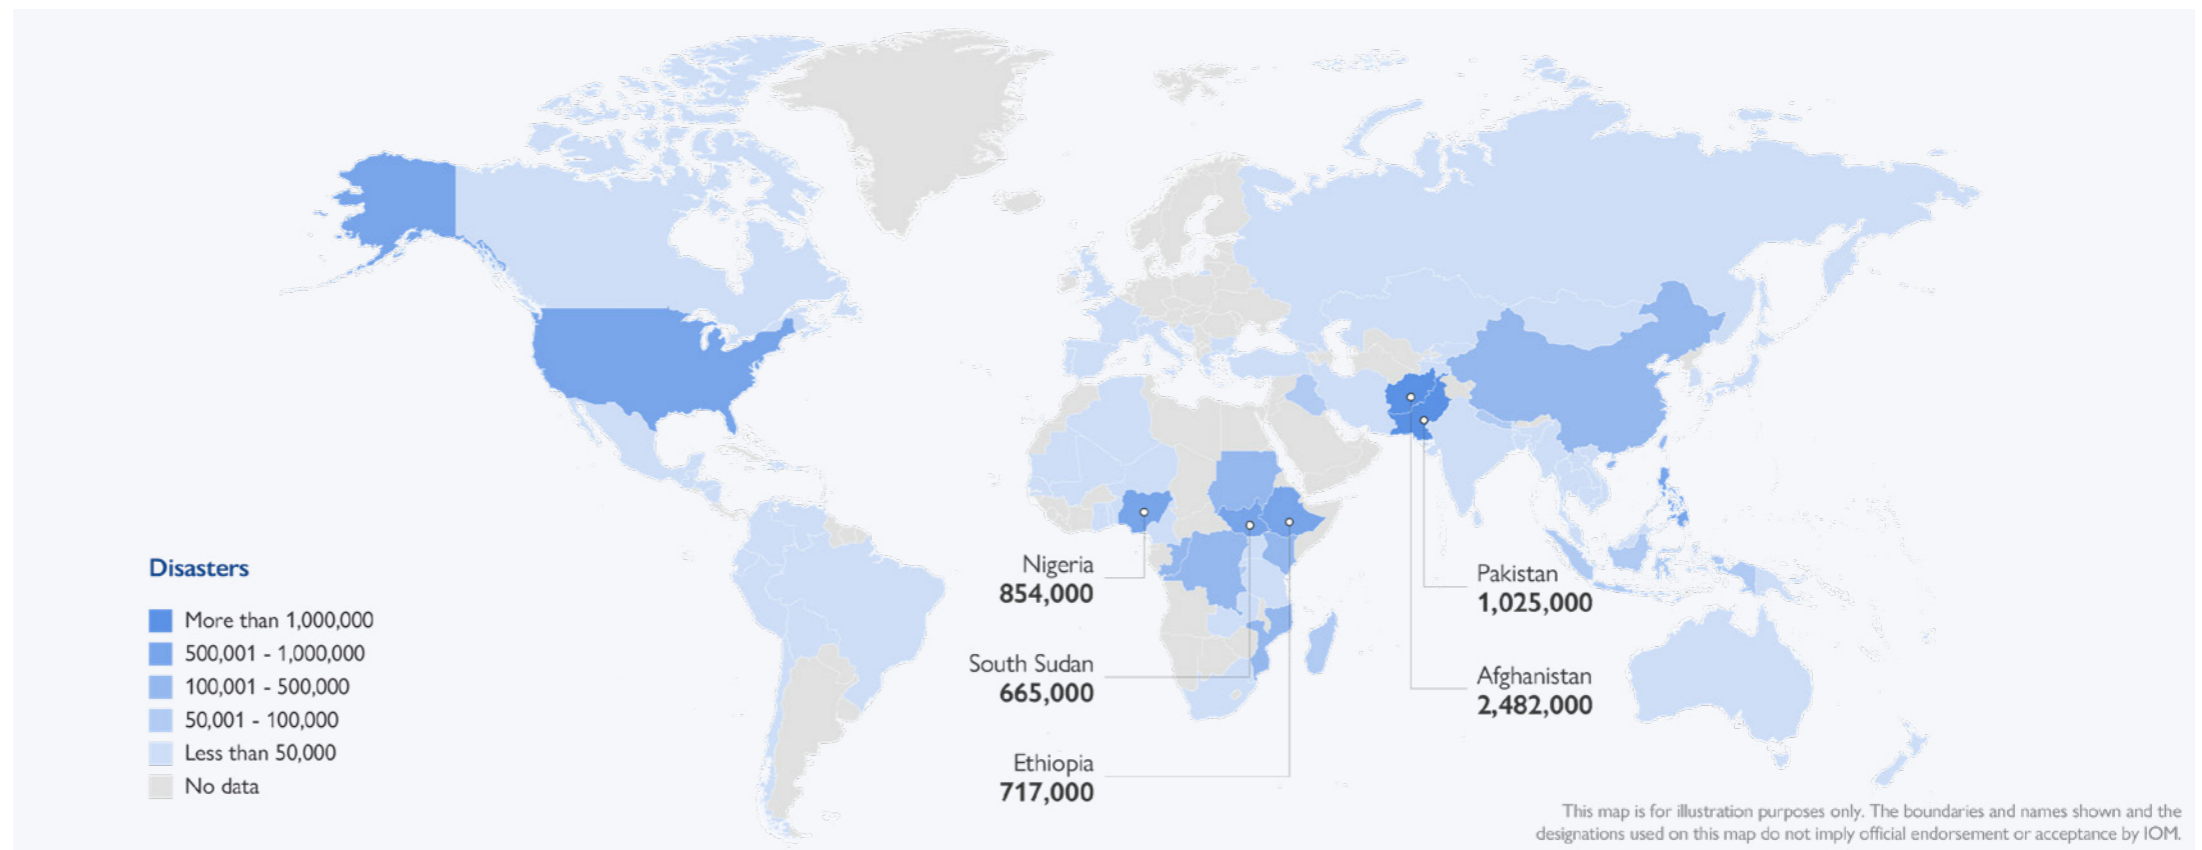 Disasters
More than 1,000,000
500,001 - 1,000,000
100,001 - 500,000
50,001 - 100,000
Less than 50,000
No data
Nigeria
854,000
South Sudan
665,000
Ethiopia
717,000
Pakistan
1,025,000
Afghanistan
2,482,000
This map is for illustration purposes only. The boundaries and names shown and the
designations used on this map do not imply official endorsement or acceptance by IOM.